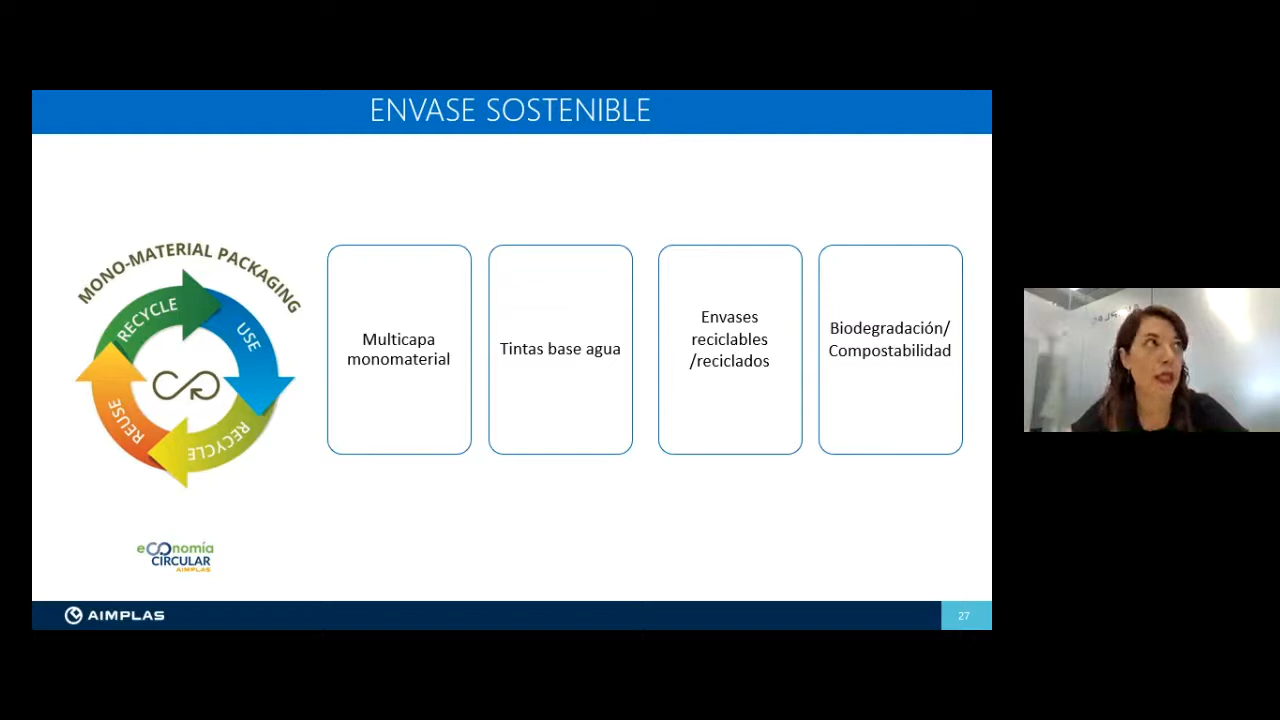 ENVASE SOSTENIBLE
MONO-MATERIAL PACKAGING
RECYCLE
USE
RECYCLE
REUSE
Multicapa
monomaterial
Tintas base agua
Envases
reciclables
/reciclados
Biodegradación/
Compostabilidad
eCOnomía
CIRCULAR
AIMPLAS
AIMPLAS
27